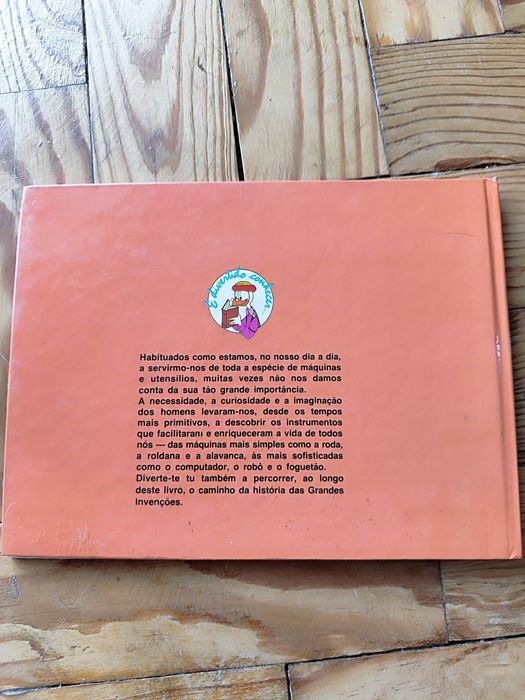 É divertido conhecer
Habituados como estamos, no nosso dia a dia,
a servirmo-nos de toda a espécie de máquinas
e utensílios, muitas vezes não nos damos
conta da sua tão grande importância.
A necessidade, a curiosidade e a imaginação
dos homens levaram-nos, desde os tempos
mais primitivos, a descobrir os instrumentos
que facilitaram e enriqueceram a vida de todos
nós — das máquinas mais simples como a roda,
a roldana e a alavanca, às mais sofisticadas
como o computador, o robô e o foguetão.
Diverte-te tu também a percorrer, ao longo
deste livro, o caminho da história das Grandes
Invenções.